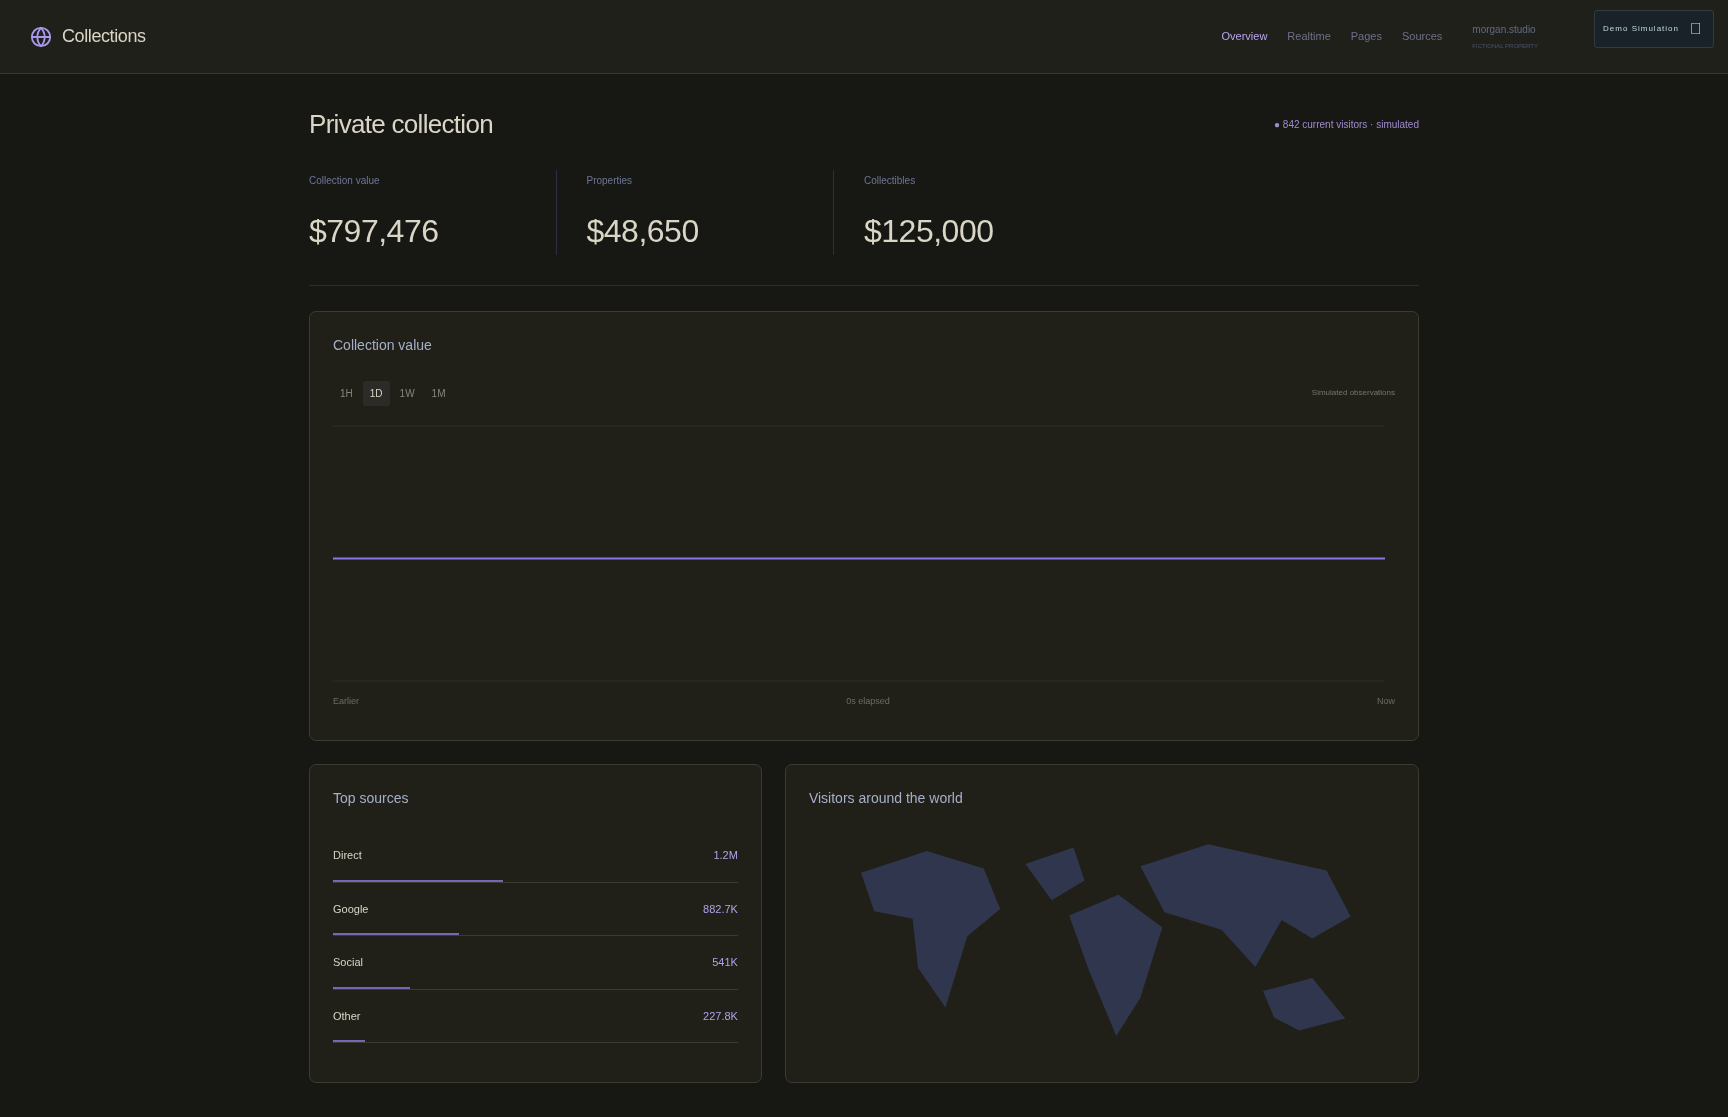 Collections
Overview
Realtime
Pages
Sources
morgan.studio
FICTIONAL PROPERTY
Demo Simulation
Private collection
● 842 current visitors · simulated
Collection value
Properties
Collectibles
$797,476
$48,650
$125,000
Collection value
1H
1D
1W
1M
Simulated observations
Earlier
0s elapsed
Now
Top sources
Direct
1.2M
Google
882.7K
Social
541K
Other
227.8K
Visitors around the world